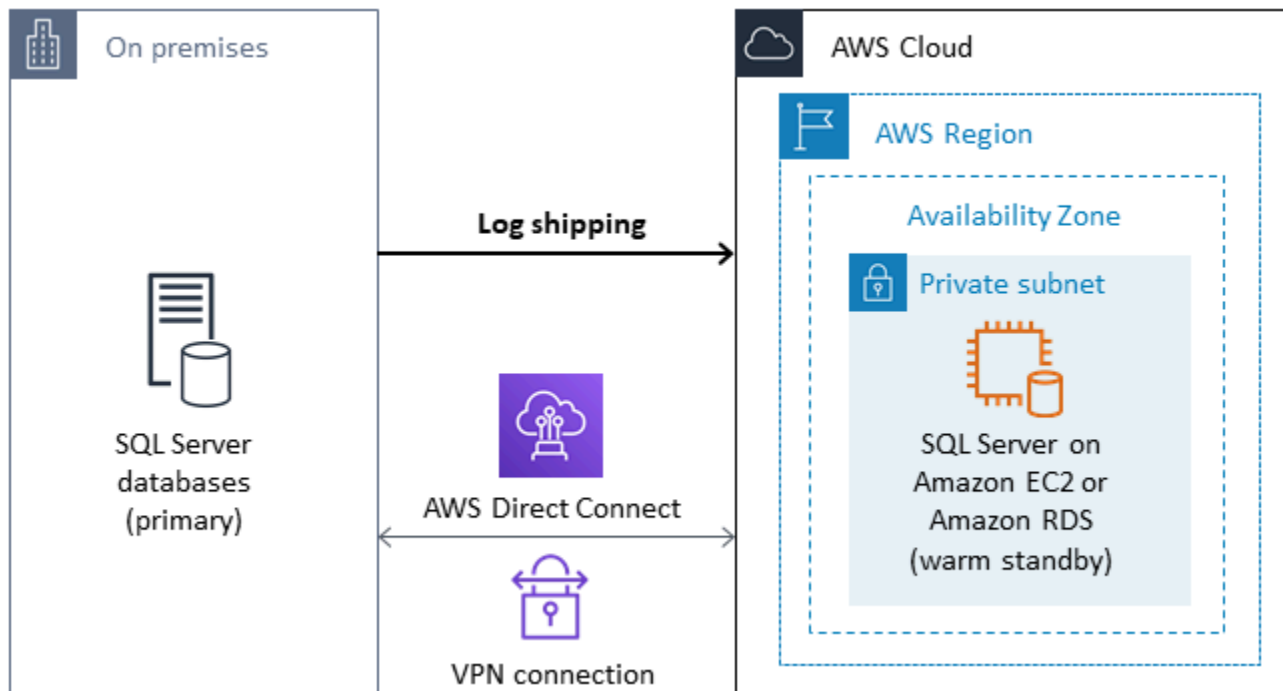 On premises
AWS Cloud
AWS Region
Availability Zone
Log shipping
Private subnet
SQL Server
databases
(primary)
SQL Server on
Amazon EC2 or
Amazon RDS
(warm standby)
AWS Direct Connect
VPN connection